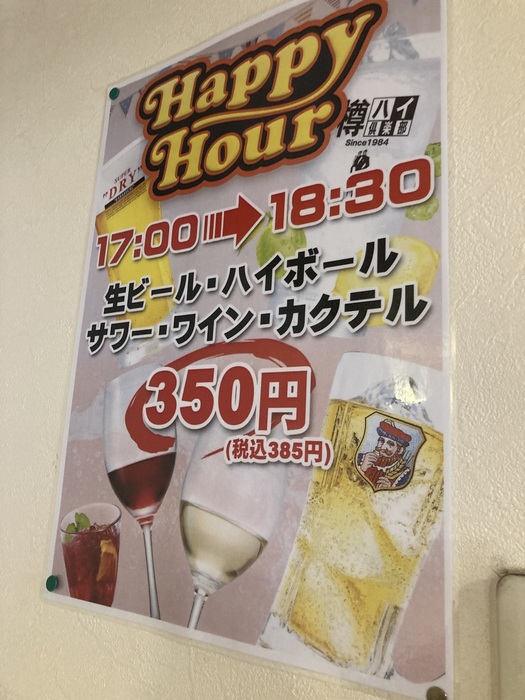 Happy
Hour
樽ハイ
倶楽部
Since1984
SUPER
"DRY"
17:00 18:30
生ビール・ハイボール
サワー・ワイン・カクテル
350円
(税込385円)